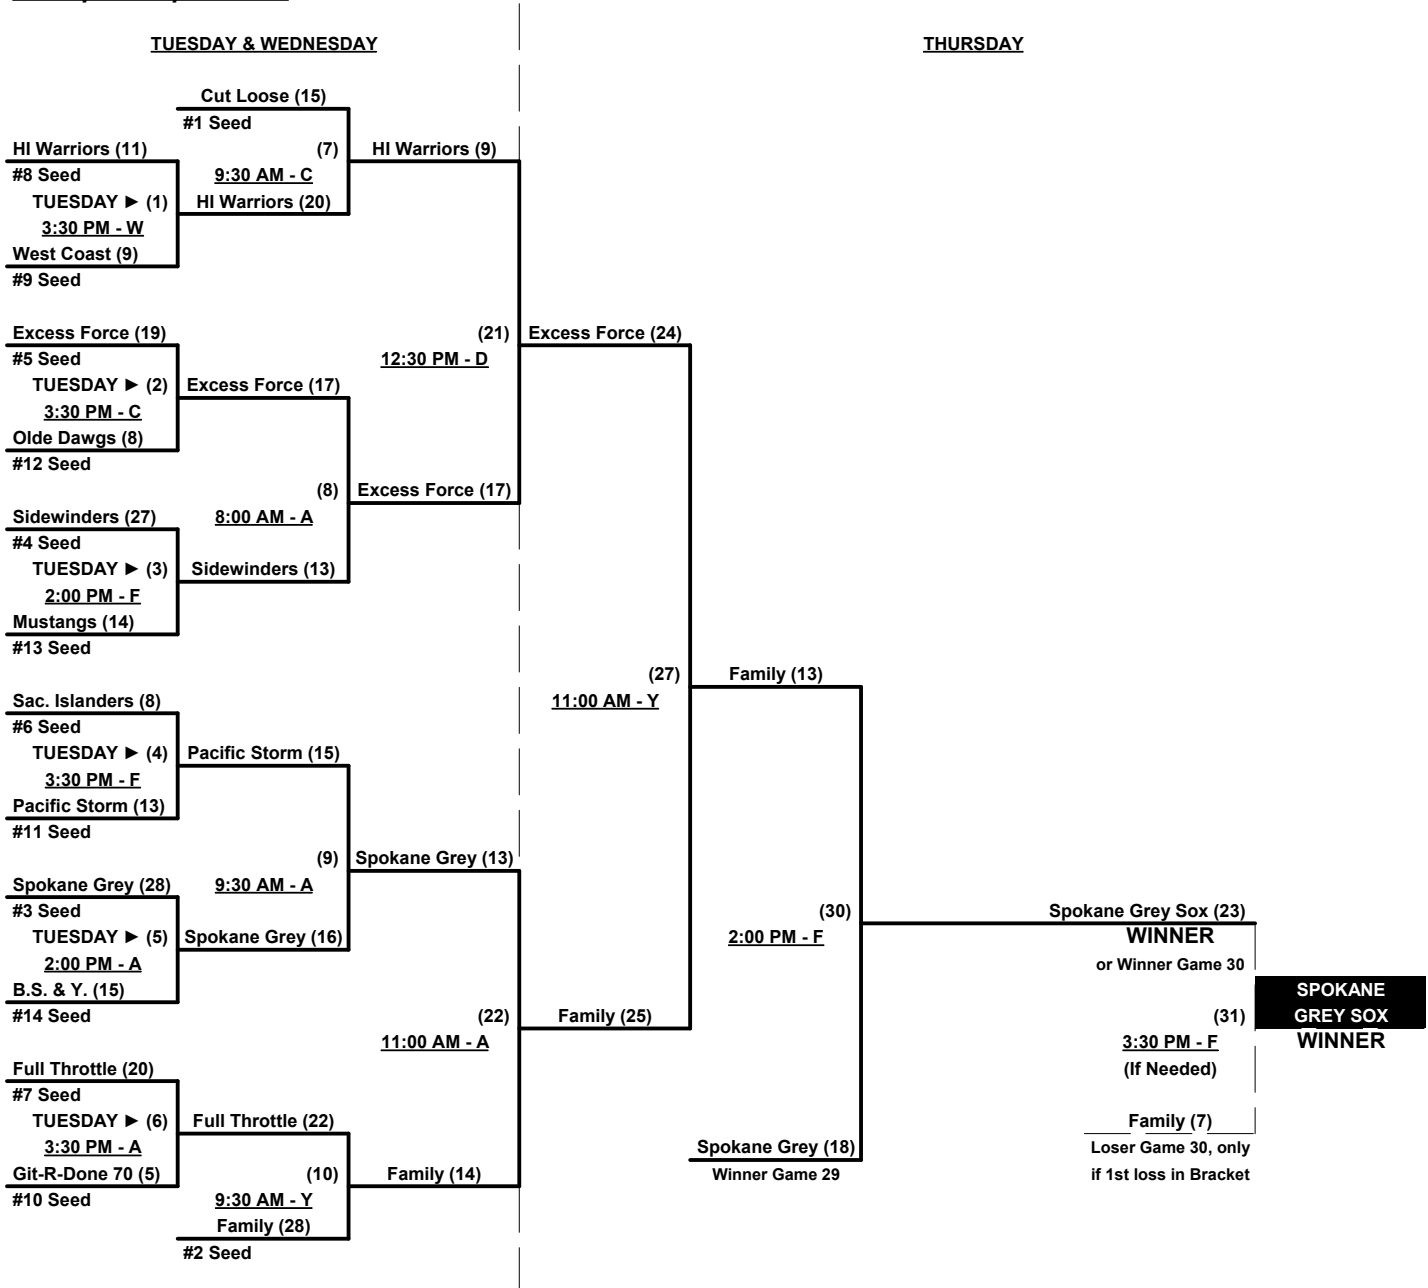 TUESDAY & WEDNESDAY
THURSDAY
Cut Loose (15)
#1 Seed
HI Warriors (11)
(7)
HI Warriors (9)
#8 Seed
9:30 AM - C
TUESDAY ► (1)
HI Warriors (20)
3:30 PM - W
West Coast (9)
#9 Seed
Excess Force (19)
(21)
Excess Force (24)
#5 Seed
12:30 PM - D
TUESDAY ► (2)
Excess Force (17)
3:30 PM - C
Olde Dawgs (8)
#12 Seed
(8)
Excess Force (17)
Sidewinders (27)
8:00 AM - A
#4 Seed
TUESDAY ► (3)
Sidewinders (13)
2:00 PM - F
Mustangs (14)
#13 Seed
(27)
Family (13)
11:00 AM - Y
Sac. Islanders (8)
#6 Seed
TUESDAY ► (4)
Pacific Storm (15)
3:30 PM - F
Pacific Storm (13)
#11 Seed
(9)
Spokane Grey (13)
Spokane Grey (28)
9:30 AM - A
#3 Seed
(30)
Spokane Grey Sox (23)
TUESDAY ► (5)
Spokane Grey (16)
2:00 PM - F
WINNER
2:00 PM - A
or Winner Game 30
B.S. & Y. (15)
SPOKANE
#14 Seed
(22)
Family (25)
(31)
GREY SOX
11:00 AM - A
3:30 PM - F
WINNER
Full Throttle (20)
(If Needed)
#7 Seed
TUESDAY ► (6)
Full Throttle (22)
Family (7)
3:30 PM - A
Spokane Grey (18)
Loser Game 30, only
Git-R-Done 70 (5)
(10)
Family (14)
Winner Game 29
if 1st loss in Bracket
#10 Seed
9:30 AM - Y
Family (28)
#2 Seed